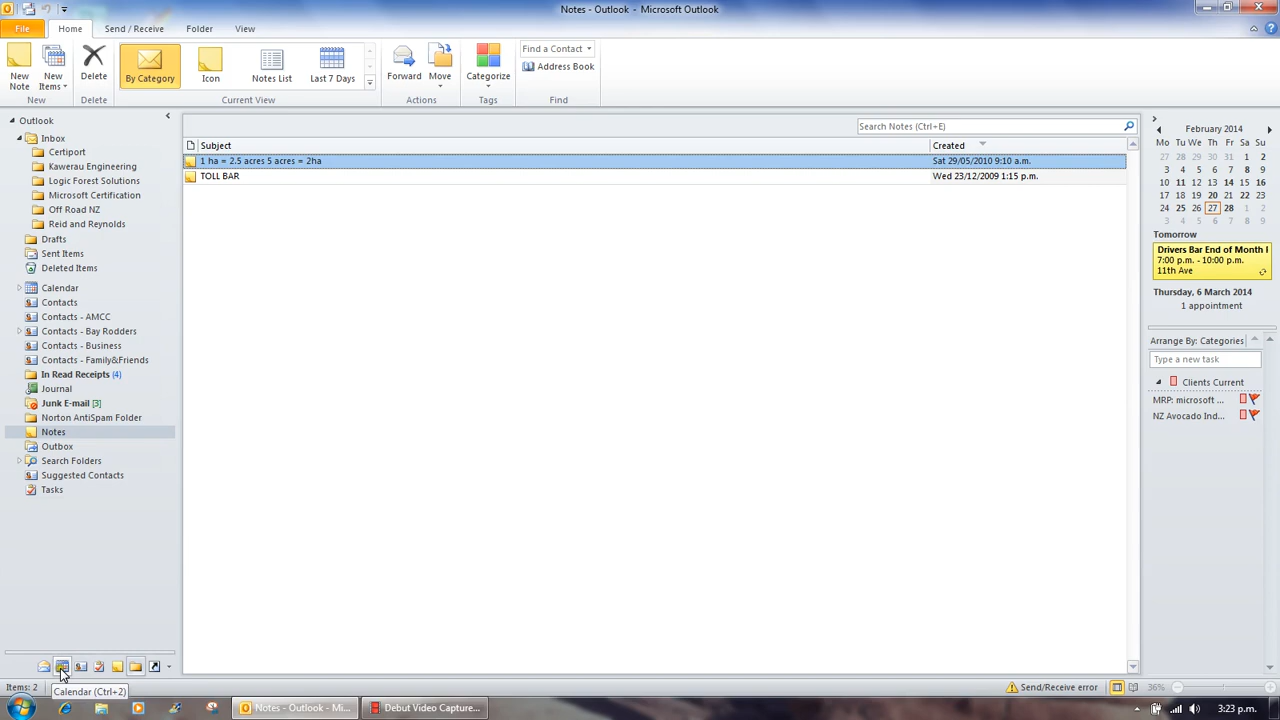 Notes - Outlook - Microsoft Outlook
File Home Send / Receive Folder View
New Note
New Items
Delete
By Category
Icon
Notes List
Last 7 Days
Forward
Move
Categorize
Find a Contact
Address Book
New Delete Current View Actions Tags Find
Outlook
Inbox
Certiport
Kawerau Engineering
Logic Forest Solutions
Microsoft Certification
Off Road NZ
Reid and Reynolds
Drafts
Sent Items
Deleted Items
Calendar
Contacts
Contacts - AMCC
Contacts - Bay Rodders
Contacts - Business
Contacts - Family&Friends
In Read Receipts (4)
Journal
Junk E-mail [3]
Norton AntiSpam Folder
Notes
Outbox
Search Folders
Suggested Contacts
Tasks
Search Notes (Ctrl+E)
Subject Created
1 ha = 2.5 acres 5 acres = 2ha Sat 29/05/2010 9:10 a.m.
TOLL BAR Wed 23/12/2009 1:15 p.m.
February 2014
Mo Tu We Th Fr Sa Su
27 28 29 30 31 1 2
3 4 5 6 7 8 9
10 11 12 13 14 15 16
17 18 19 20 21 22 23
24 25 26 27 28 1 2
3 4 5 6 7 8 9
Tomorrow
Drivers Bar End of Month
7:00 p.m. - 10:00 p.m.
11th Ave
Thursday, 6 March 2014
1 appointment
Arrange By: Categories
Type a new task
Clients Current
MRP: microsoft ...
NZ Avocado Ind...
Items: 2
Calendar (Ctrl+2)
Send/Receive error
36%
Notes - Outlook - Mi...
Debut Video Capture...
3:23 p.m.